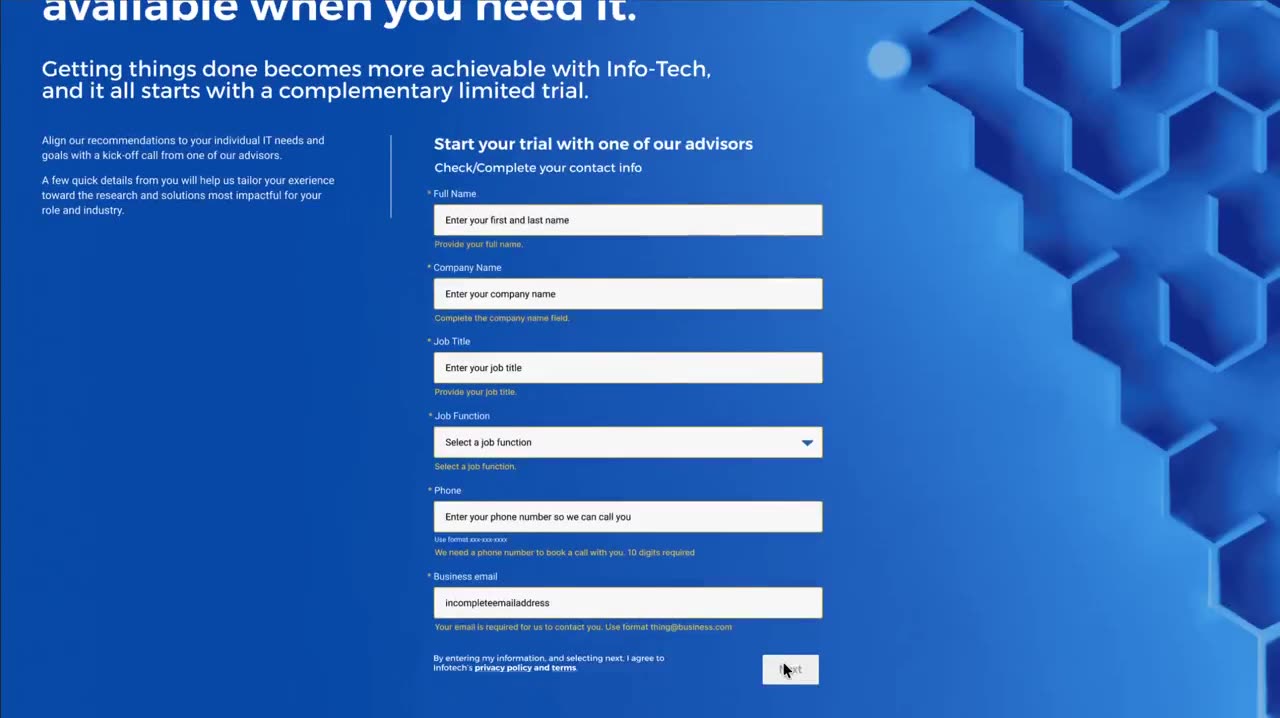 available when you need it.
Getting things done becomes more achievable with Info-Tech,
and it all starts with a complementary limited trial.
Align our recommendations to your individual IT needs and
goals with a kick-off call from one of our advisors.
A few quick details from you will help us tailor your exerience
toward the research and solutions most impactful for your
role and industry.
Start your trial with one of our advisors
Check/Complete your contact info
* Full Name
Enter your first and last name
Provide your full name.
* Company Name
Enter your company name
Complete the company name field.
* Job Title
Enter your job title
Provide your job title.
* Job Function
Select a job function
Select a job function.
* Phone
Enter your phone number so we can call you
Use format xxx-xxx-xxxx
We need a phone number to book a call with you. 10 digits required
* Business email
incompleteemailaddress
Your email is required for us to contact you. Use format thing@business.com
By entering my information, and selecting next, I agree to
Infotech's privacy policy and terms.
Next